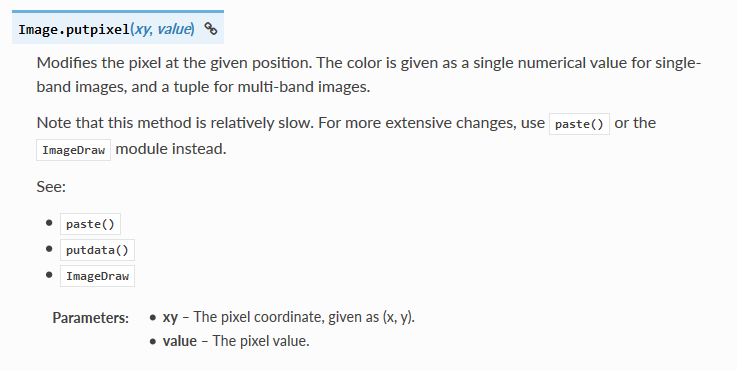 Image.putpixel(xy, value)
Modifies the pixel at the given position. The color is given as a single numerical value for single-
band images, and a tuple for multi-band images.
Note that this method is relatively slow. For more extensive changes, use paste() or the
ImageDraw module instead.
See:
• paste()
• putdata()
• ImageDraw
Parameters: • xy – The pixel coordinate, given as (x, y).
• value – The pixel value.